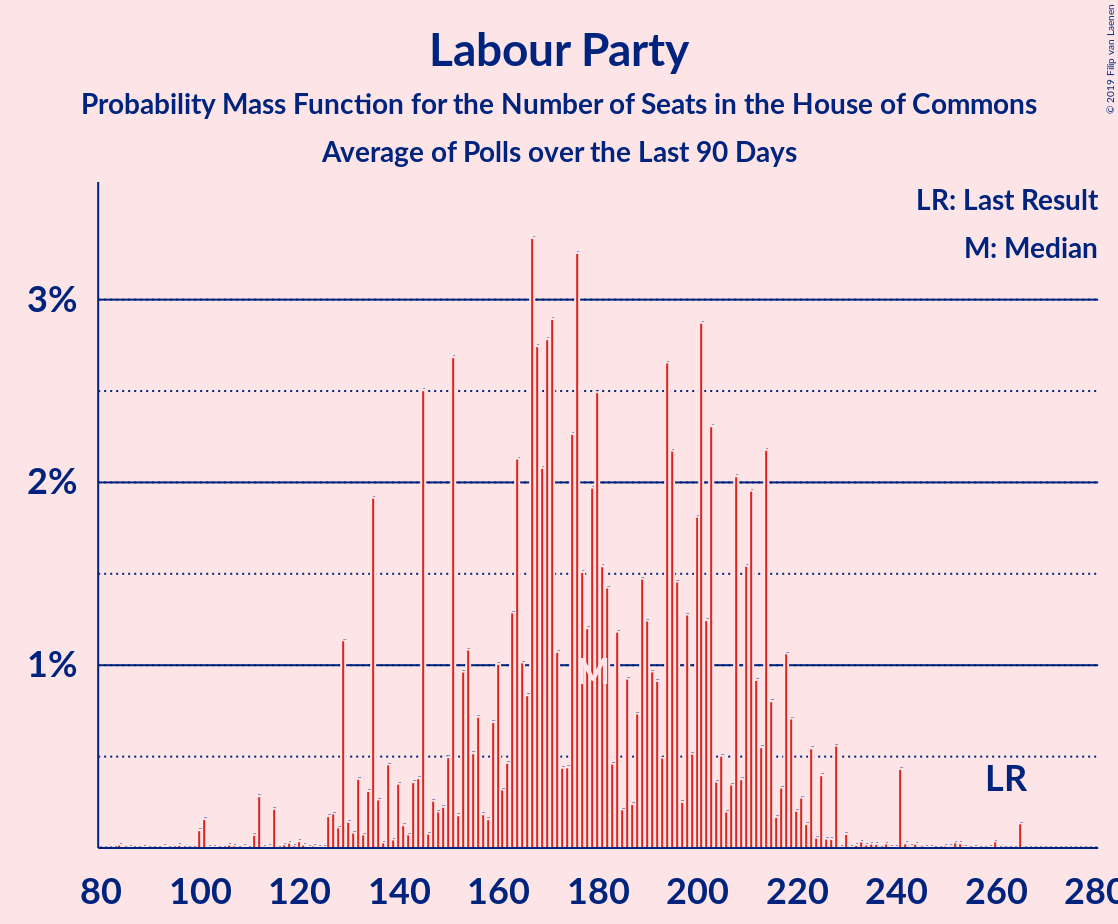 Labour Party
Probability Mass Function for the Number of Seats in the House of Commons
Average of Polls over the Last 90 Days
© 2019 Filip van Laenen
LR: Last Result
M: Median
3%
2%
1%
M
LR
80 100 120 140 160 180 200 220 240 260 280